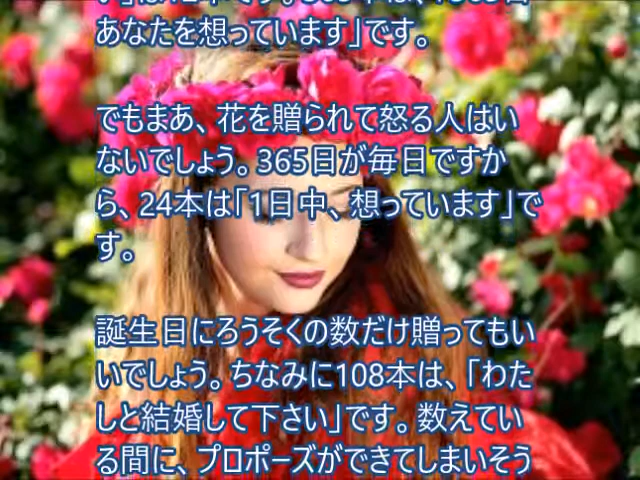 あなたを想っています」です。
でもまあ、花を贈られて怒る人はい
ないでしょう。365日が毎日ですか
ら、24本は「1日中、想っています」で
す。
誕生日にろうそくの数だけ贈ってもい
いでしょう。ちなみに108本は、「わた
しと結婚して下さい」です。数えてい
る間に、プロポーズができてしまいそう